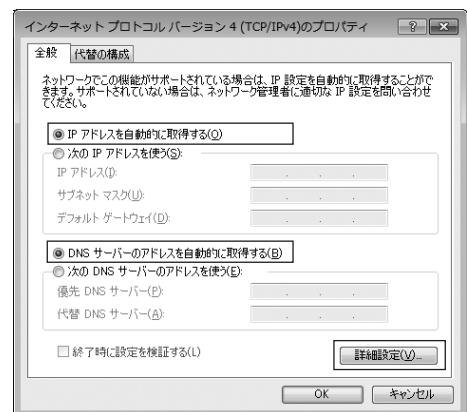 インターネット プロトコル バージョン 4 (TCP/IPv4)のプロパティ
全般 代替の構成
ネットワークでこの機能がサポートされている場合は、IP 設定を自動的に取得することがで
きます。サポートされていない場合は、ネットワーク管理者に適切な IP 設定を問い合わせ
てください。
IP アドレスを自動的に取得する(O)
次の IP アドレスを使う(S):
IP アドレス(I):
サブネット マスク(U):
デフォルト ゲートウェイ(D):
DNS サーバーのアドレスを自動的に取得する(B)
次の DNS サーバーのアドレスを使う(E):
優先 DNS サーバー(P):
代替 DNS サーバー(A):
終了時に設定を検証する(L)
詳細設定(V)...
OK キャンセル